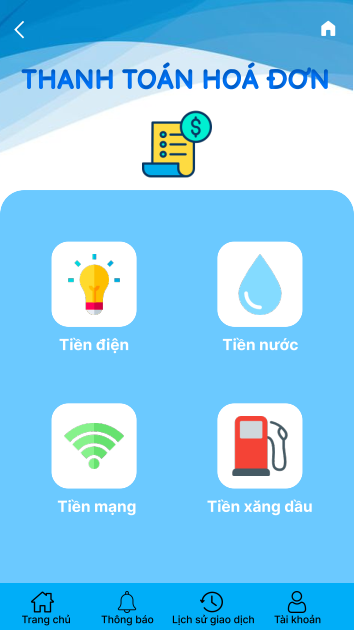 THANH TOÁN HOÁ ĐƠN
$
Tiền điện
Tiền nước
Tiền mạng
Tiền xăng dầu
Trang chủ
Thông báo
Lịch sử giao dịch
Tài khoản